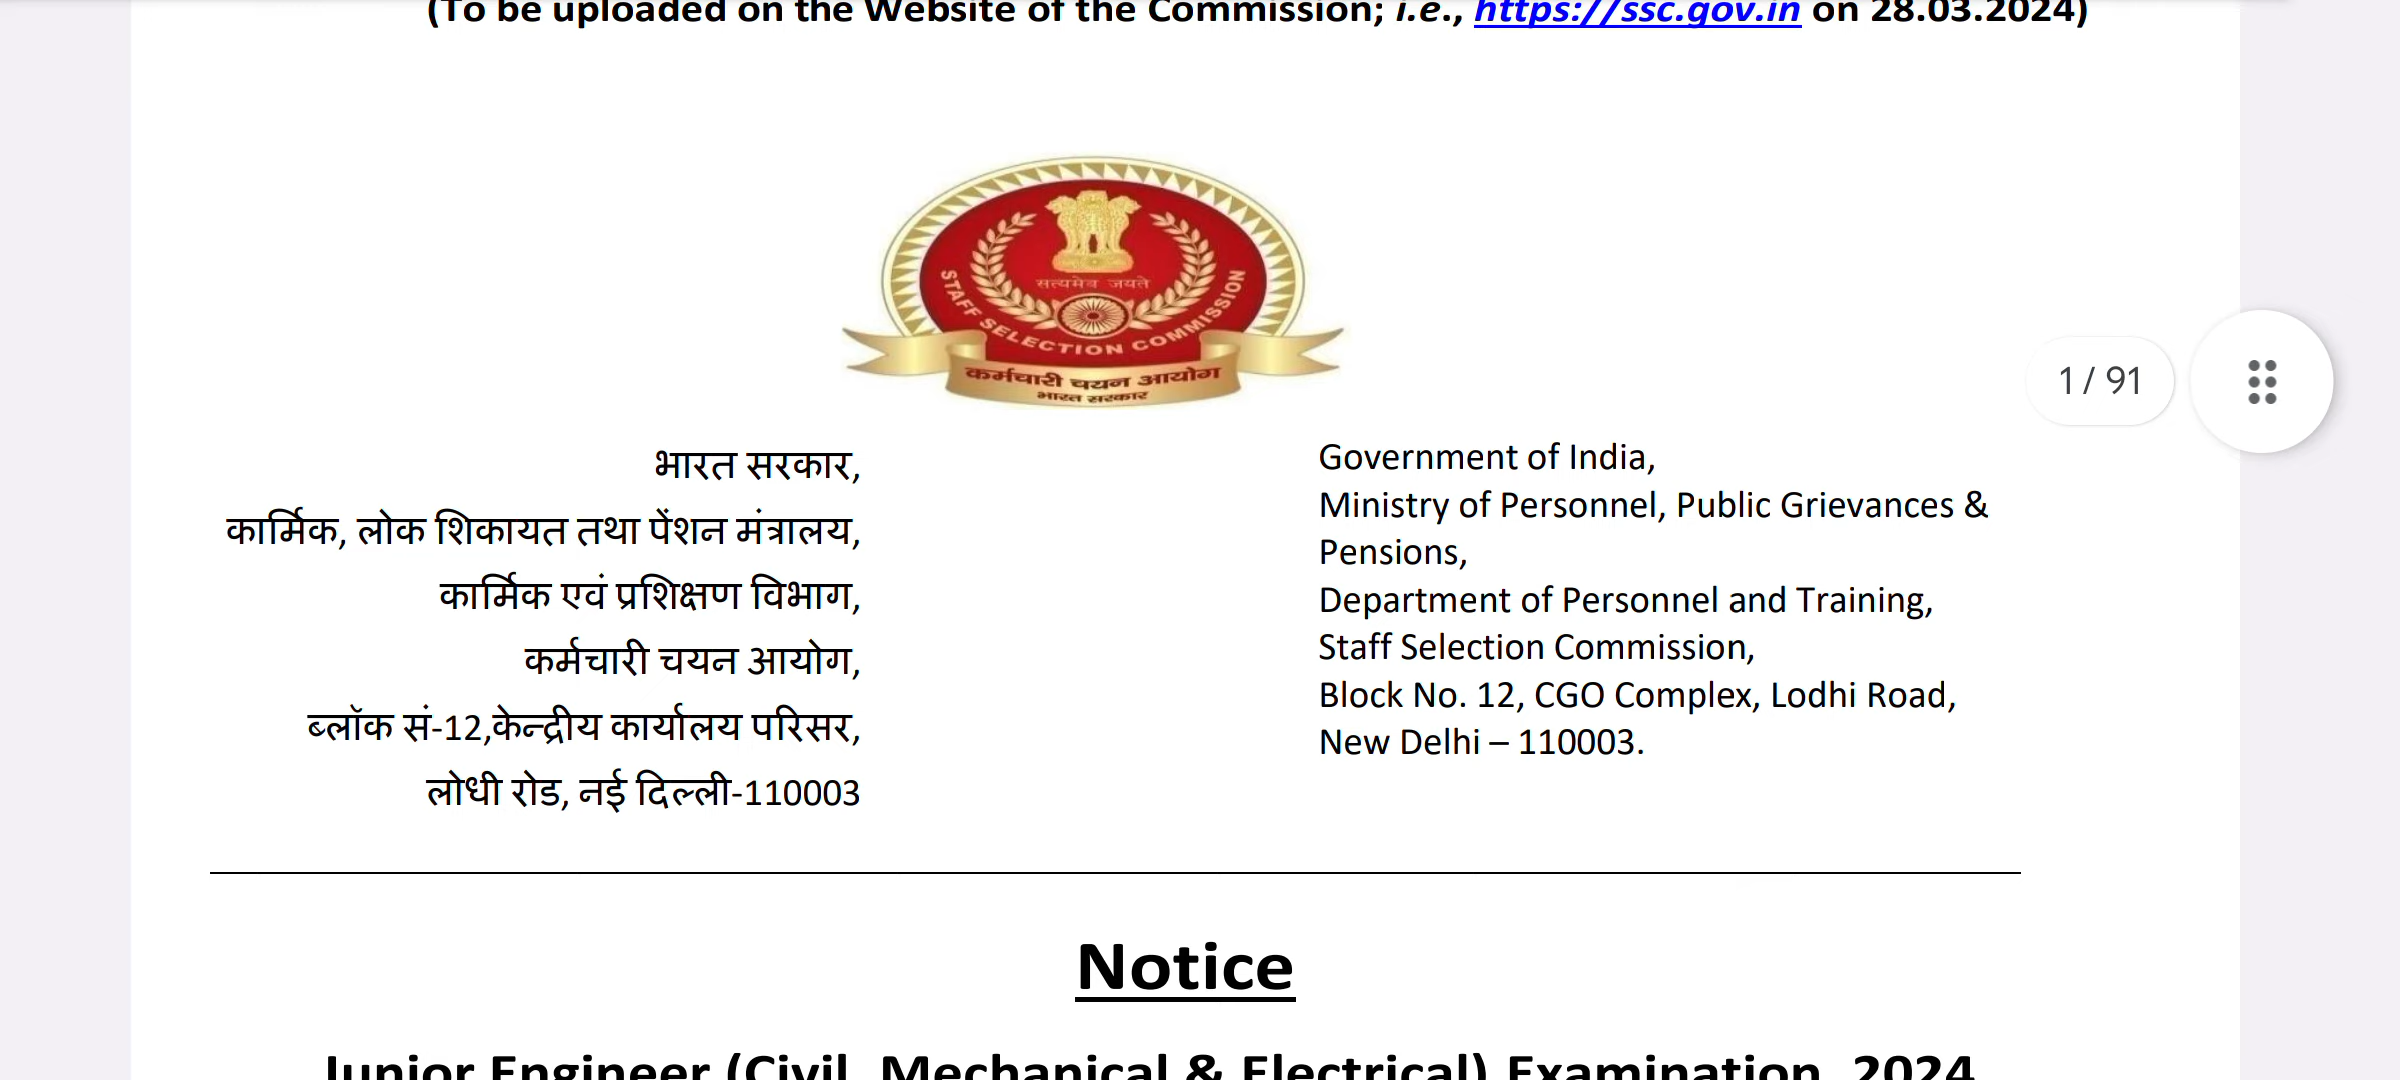 (To be uploaded on the Website of the Commission; i.e., https://ssc.gov.in on 28.03.2024)
सत्यमेव जयते
STAFF SELECTION COMMISSION
कर्मचारी चयन आयोग
भारत सरकार
भारत सरकार,
कार्मिक, लोक शिकायत तथा पेंशन मंत्रालय,
कार्मिक एवं प्रशिक्षण विभाग,
कर्मचारी चयन आयोग,
ब्लॉक सं-12,केन्द्रीय कार्यालय परिसर,
लोधी रोड, नई दिल्ली-110003
Government of India,
Ministry of Personnel, Public Grievances &
Pensions,
Department of Personnel and Training,
Staff Selection Commission,
Block No. 12, CGO Complex, Lodhi Road,
New Delhi – 110003.
1 / 91
Notice
Junior Engineer (Civil, Mechanical & Electrical) Examination, 2024